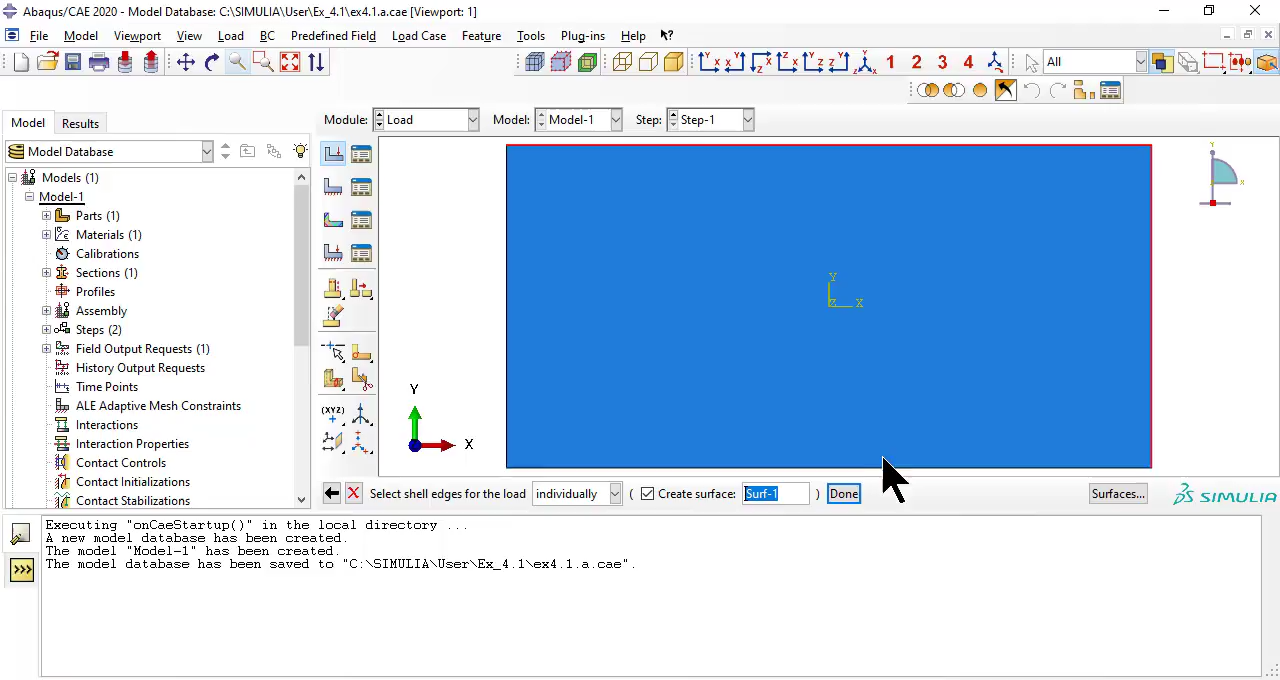 Abaqus/CAE 2020 - Model Database: C:\SIMULIA\User\Ex_4.1\ex4.1.a.cae [Viewport: 1]
File Model Viewport View Load BC Predefined Field Load Case Feature Tools Plug-ins Help
1 2 3 4 All
Model Results
Module: Load Model: Model-1 Step: Step-1
Model Database
Models (1)
Model-1
Parts (1)
Materials (1)
Calibrations
Sections (1)
Profiles
Assembly
Steps (2)
Field Output Requests (1)
History Output Requests
Time Points
ALE Adaptive Mesh Constraints
Interactions
Interaction Properties
Contact Controls
Contact Initializations
Contact Stabilizations
(XYZ)
Y
X
Y
Z X
Y
X
Select shell edges for the load individually ( Create surface: Surf-1 ) Done Surfaces... SIMULIA
Executing "onCaeStartup()" in the local directory ...
A new model database has been created.
The model "Model-1" has been created.
The model database has been saved to "C:\SIMULIA\User\Ex_4.1\ex4.1.a.cae".
>>>